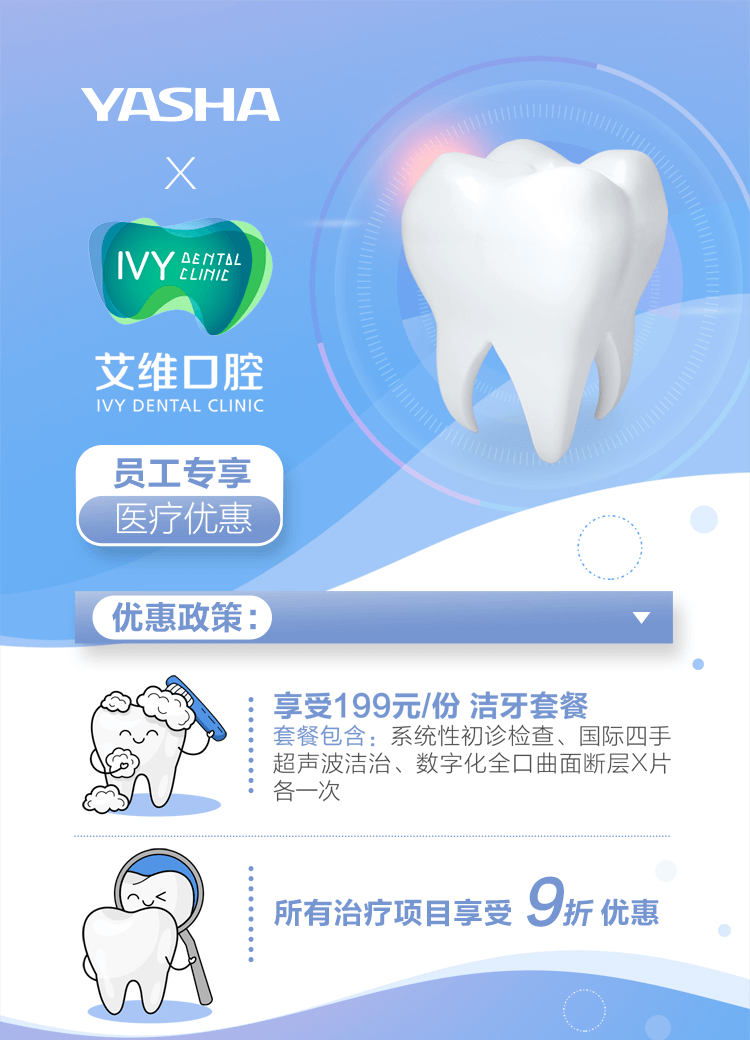 YASHA
X
IVY DENTAL
CLINIC
艾维口腔
IVY DENTAL CLINIC
员工专享
医疗优惠
优惠政策：
享受199元/份 洁牙套餐
套餐包含：系统性初诊检查、国际四手
超声波洁治、数字化全口曲面断层X片
各一次
所有治疗项目享受 9折 优惠